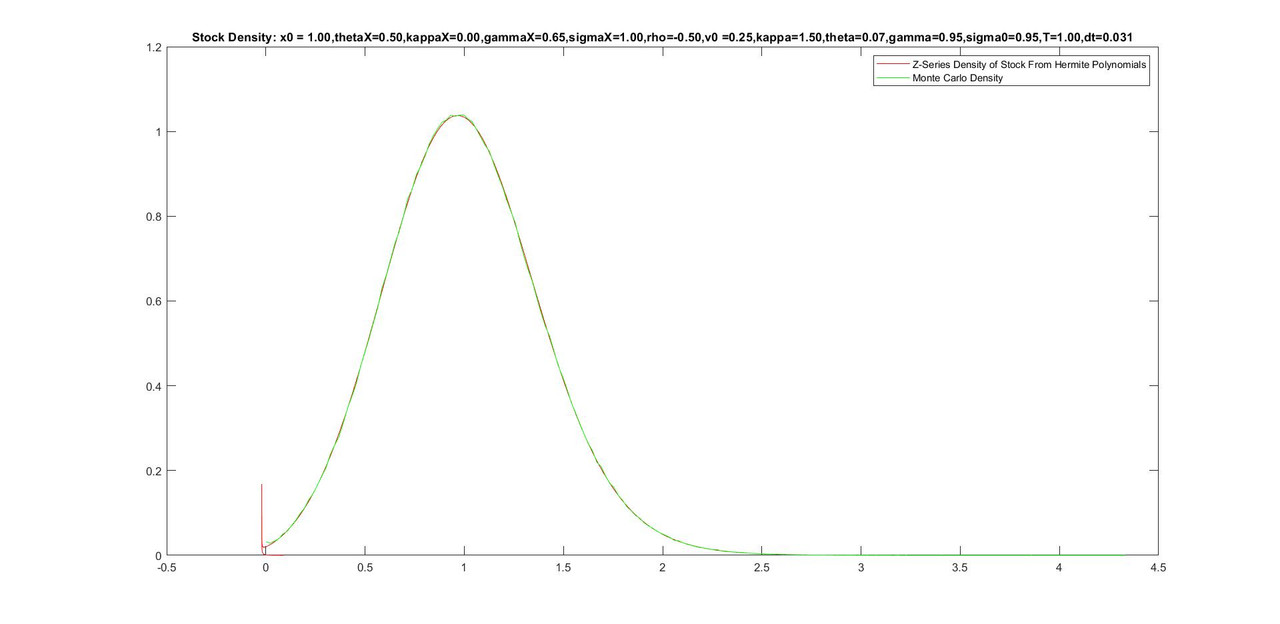 Stock Density: x0 = 1.00,thetaX=0.50,kappaX=0.00,gammaX=0.65,sigmaX=1.00,rho=-0.50,v0 =0.25,kappa=1.50,theta=0.07,gamma=0.95,sigma0=0.95,T=1.00,dt=0.031
Z-Series Density of Stock From Hermite Polynomials
Monte Carlo Density
1.2
1
0.8
0.6
0.4
0.2
0
-0.5 0 0.5 1 1.5 2 2.5 3 3.5 4 4.5